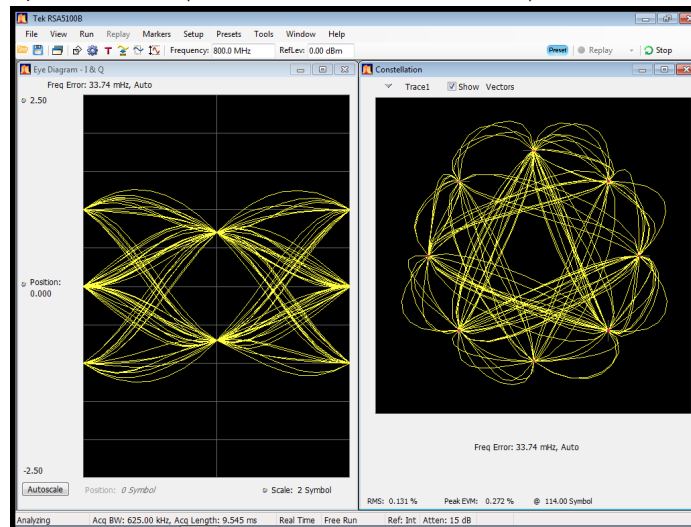 Tek RSA5100B
File View Run Replay Markers Setup Presets Tools Window Help
Frequency: 800.0 MHz RefLev: 0.00 dBm Preset Replay Stop
Eye Diagram - I & Q
Freq Error: 33.74 mHz, Auto
2.50
Position:
0.000
-2.50
Autoscale Position: 0 Symbol Scale: 2 Symbol
Constellation
Trace1 Show Vectors
Freq Error: 33.74 mHz, Auto
RMS: 0.131 % Peak EVM: 0.272 % @ 114.00 Symbol
Analyzing Acq BW: 625.00 kHz, Acq Length: 9.545 ms Real Time Free Run Ref: Int Atten: 15 dB